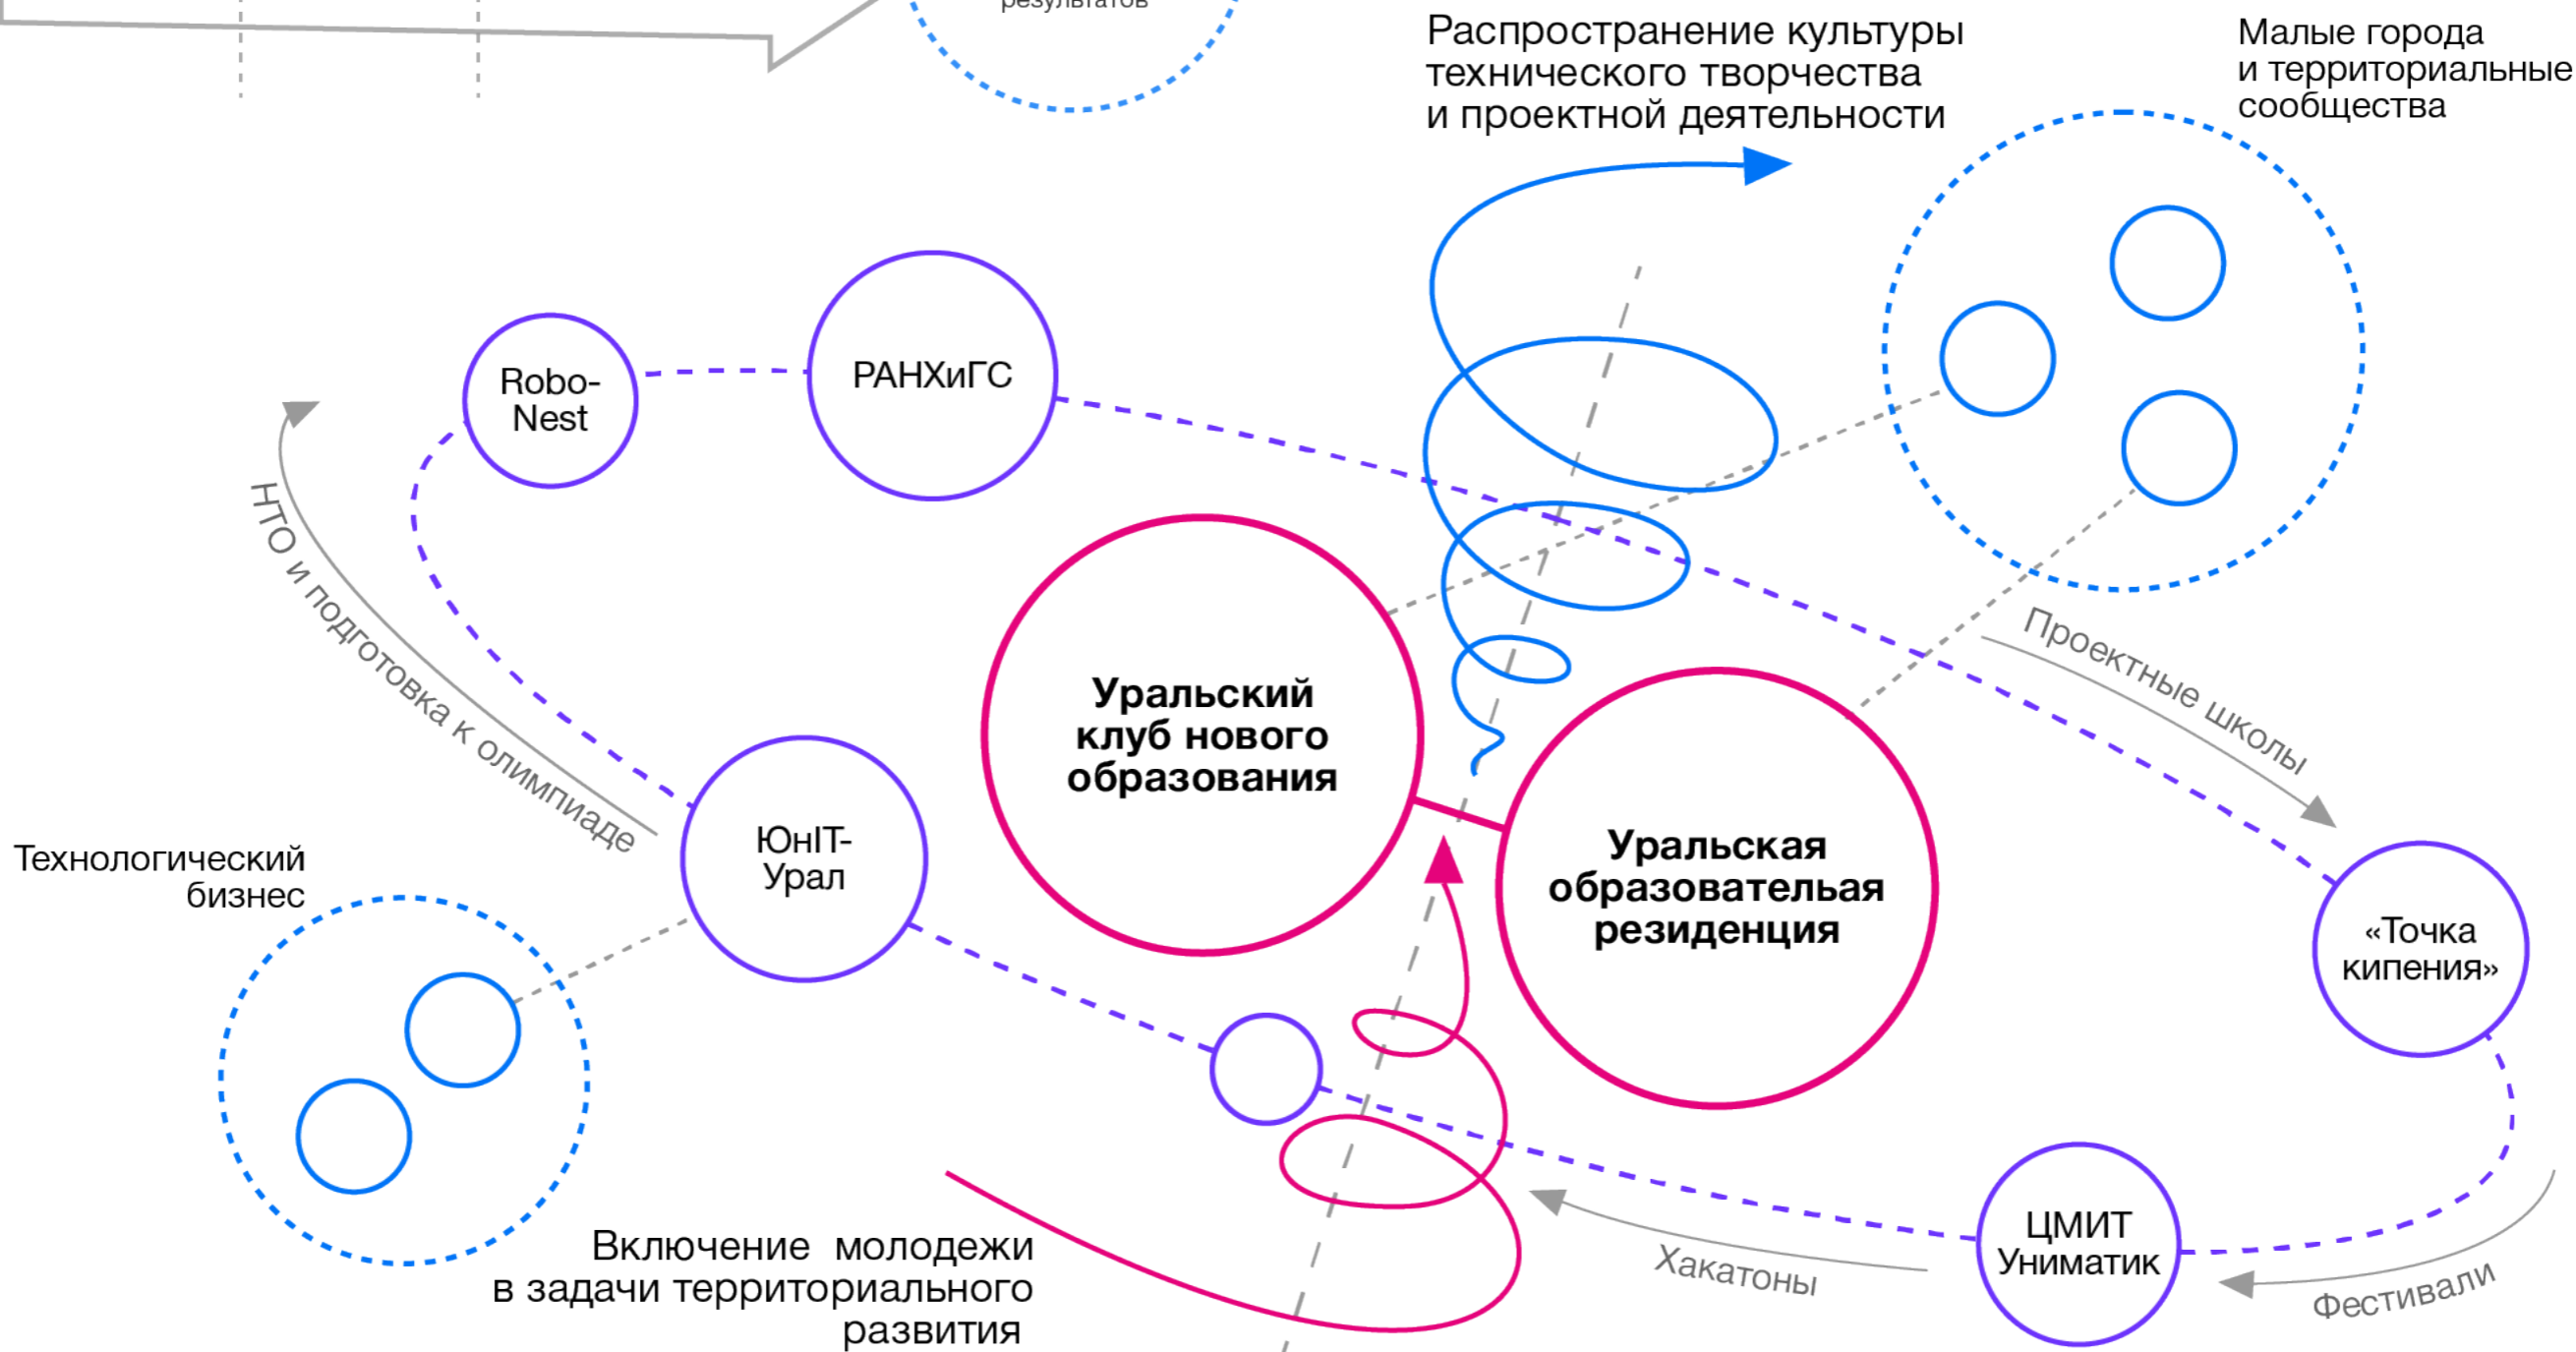 результатов
Распространение культуры
технического творчества
и проектной деятельности
Малые города
и территориальные
сообщества
Robo-
Nest
РАНХиГС
НТО и подготовка к олимпиаде
Уральский
клуб нового
образования
Проектные школы
ЮнIT-
Урал
Технологический
бизнес
Уральская
образовательая
резиденция
«Точка
кипения»
Включение молодежи
в задачи территориального
развития
Хакатоны
ЦМИТ
Униматик
Фестивали